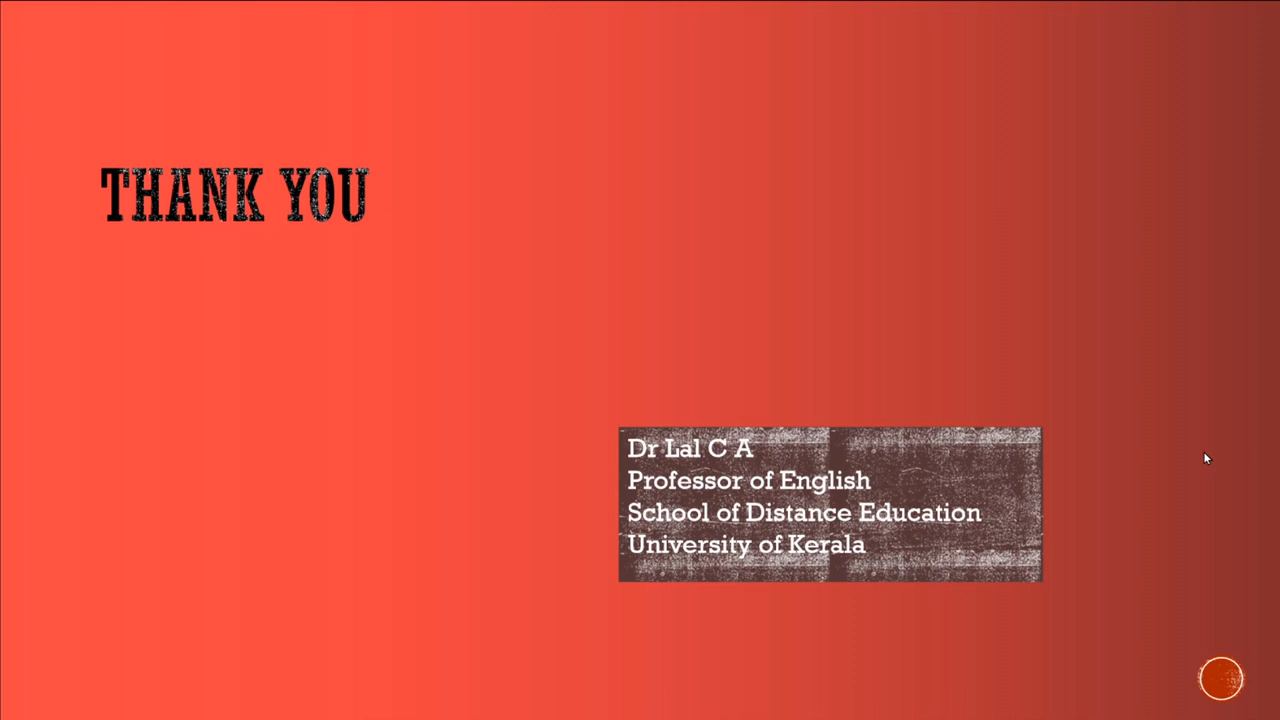 THANK YOU
Dr Lal C A
Professor of English
School of Distance Education
University of Kerala